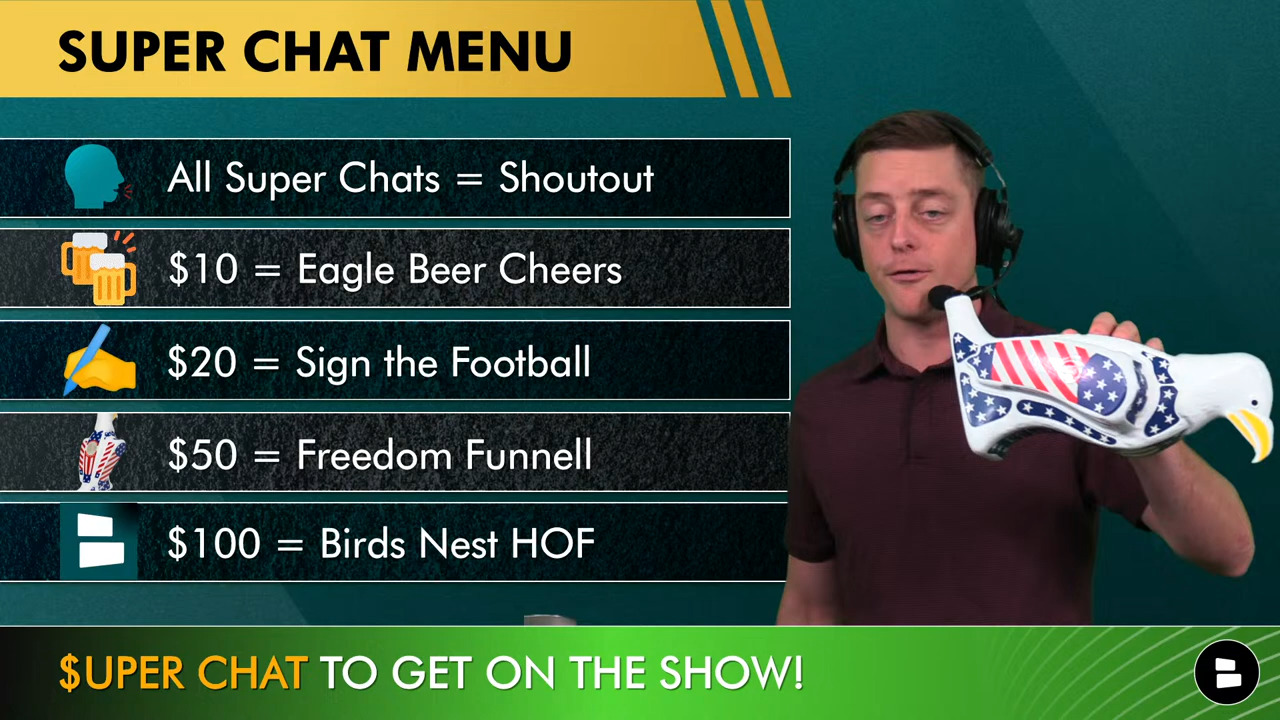 SUPER CHAT MENU
All Super Chats = Shoutout
$10 = Eagle Beer Cheers
$20 = Sign the Football
$50 = Freedom Funnell
$100 = Birds Nest HOF
$UPER CHAT TO GET ON THE SHOW!